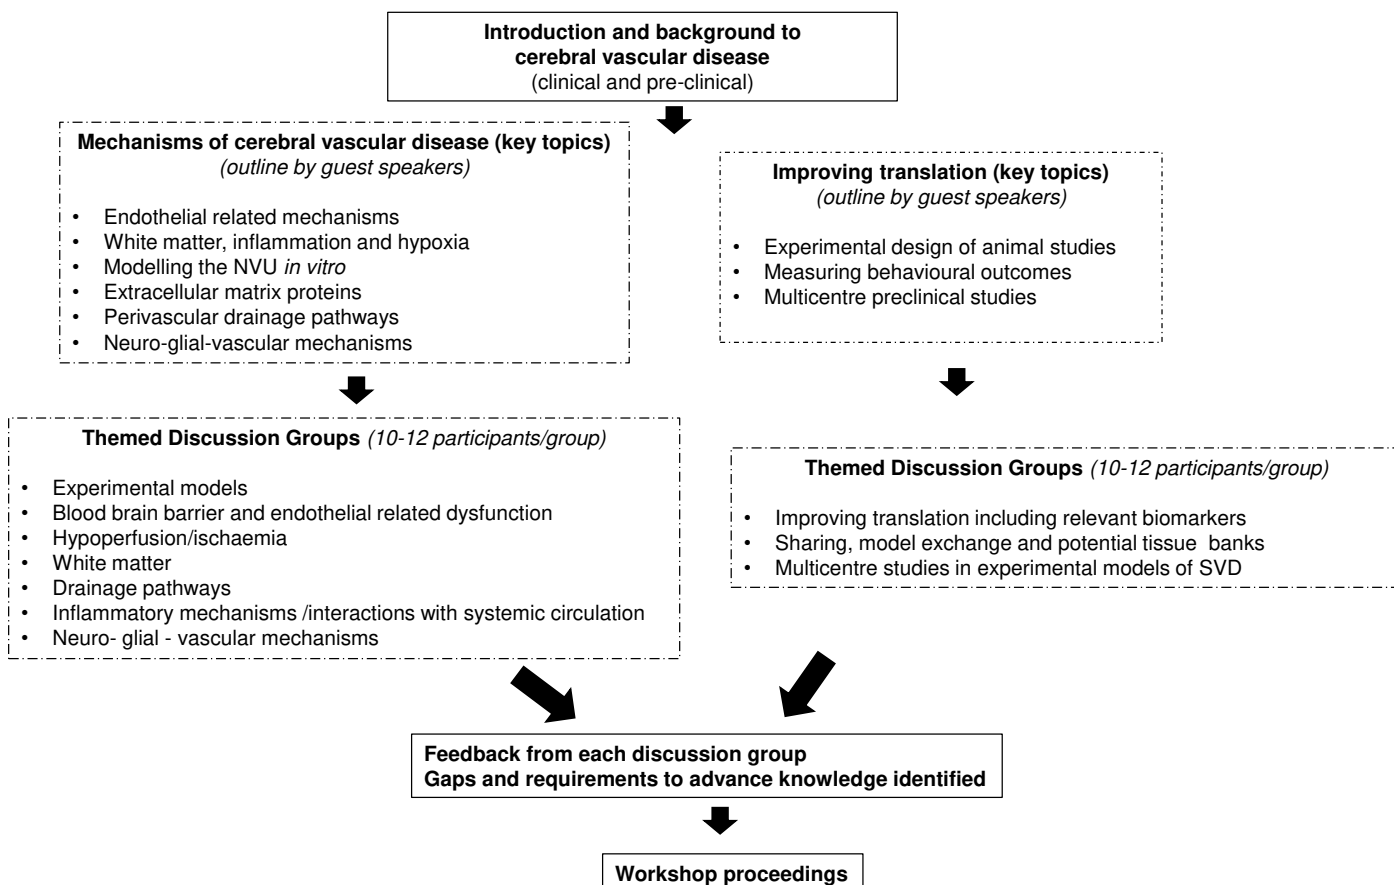 Introduction and background to
cerebral vascular disease
(clinical and pre-clinical)
Mechanisms of cerebral vascular disease (key topics)
(outline by guest speakers)
• Endothelial related mechanisms
• White matter, inflammation and hypoxia
• Modelling the NVU in vitro
• Extracellular matrix proteins
• Perivascular drainage pathways
• Neuro-glial-vascular mechanisms
Improving translation (key topics)
(outline by guest speakers)
• Experimental design of animal studies
• Measuring behavioural outcomes
• Multicentre preclinical studies
Themed Discussion Groups (10-12 participants/group)
• Experimental models
• Blood brain barrier and endothelial related dysfunction
• Hypoperfusion/ischaemia
• White matter
• Drainage pathways
• Inflammatory mechanisms /interactions with systemic circulation
• Neuro- glial - vascular mechanisms
Themed Discussion Groups (10-12 participants/group)
• Improving translation including relevant biomarkers
• Sharing, model exchange and potential tissue banks
• Multicentre studies in experimental models of SVD
Feedback from each discussion group
Gaps and requirements to advance knowledge identified
Workshop proceedings